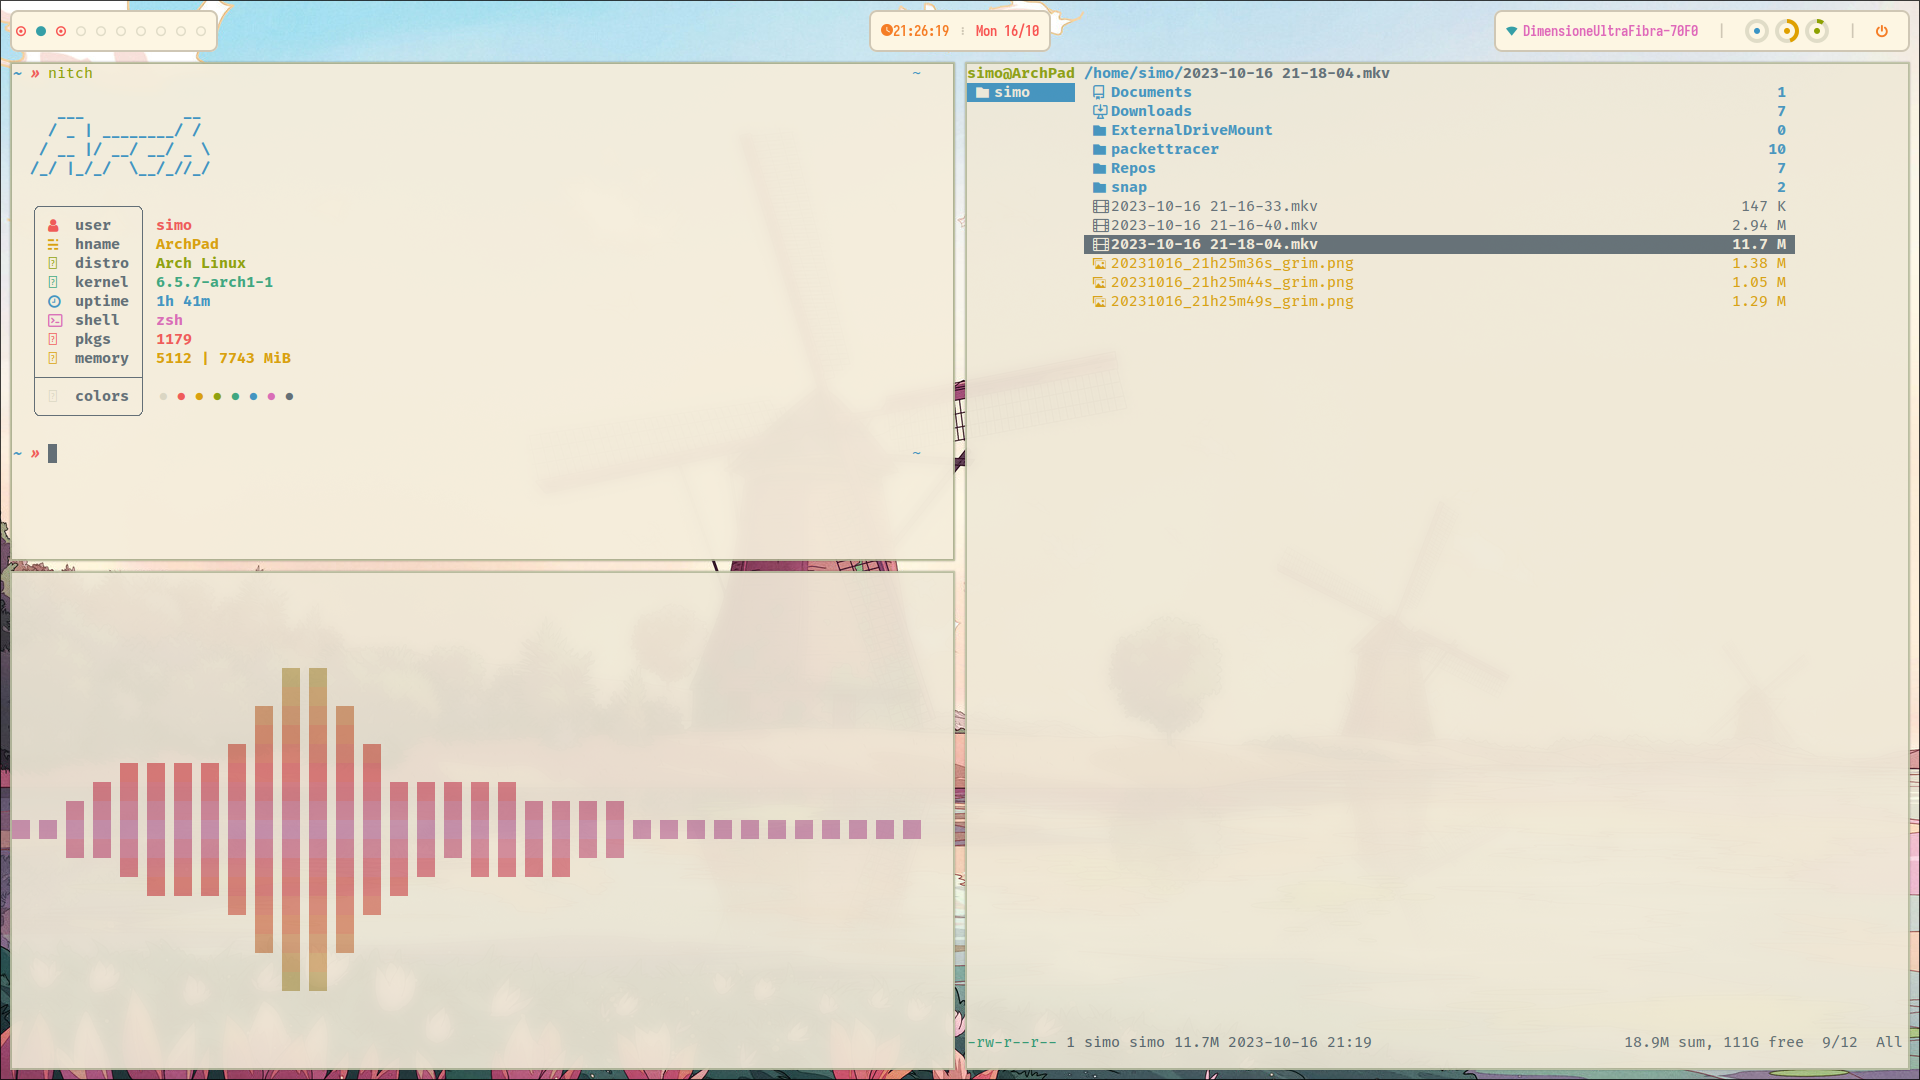 21:26:19 Mon 16/10
DimensioneUltraFibra-70F0
~ » nitch ~
user simo
hname ArchPad
distro Arch Linux
kernel 6.5.7-arch1-1
uptime 1h 41m
shell zsh
pkgs 1179
memory 5112 | 7743 MiB
colors
~ » ~
simo@ArchPad /home/simo/2023-10-16 21-18-04.mkv
simo
Documents 1
Downloads 7
ExternalDriveMount 0
packettracer 10
Repos 7
snap 2
2023-10-16 21-16-33.mkv 147 K
2023-10-16 21-16-40.mkv 2.94 M
2023-10-16 21-18-04.mkv 11.7 M
20231016_21h25m36s_grim.png 1.38 M
20231016_21h25m44s_grim.png 1.05 M
20231016_21h25m49s_grim.png 1.29 M
-rw-r--r-- 1 simo simo 11.7M 2023-10-16 21:19 18.9M sum, 111G free 9/12 All